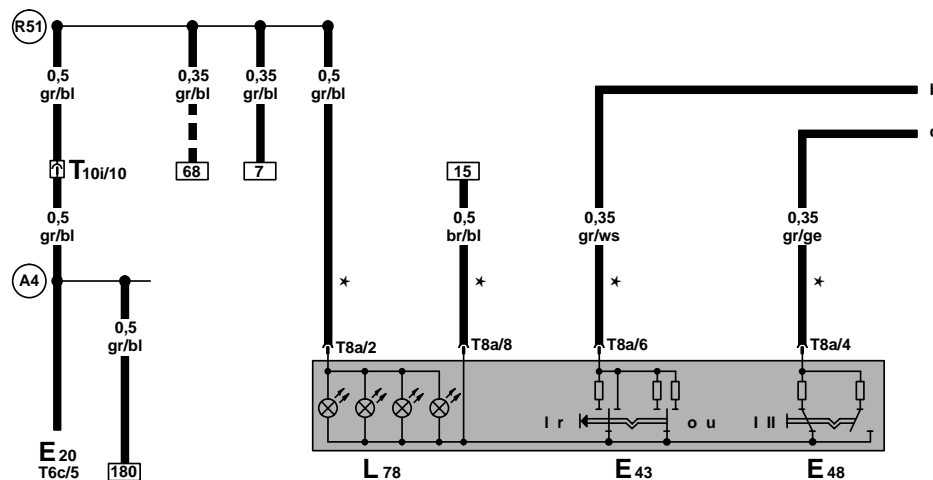 R51
0,5
gr/bl
0,35
gr/bl
0,35
gr/bl
0,5
gr/bl
T10i/10
68
7
15
0,5
gr/bl
0,5
br/bl
0,35
gr/ws
0,35
gr/ge
A4
0,5
gr/bl
T8a/2
T8a/8
T8a/6
T8a/4
I r
o u
I II
E20
T6c/5
180
L78
E43
E48